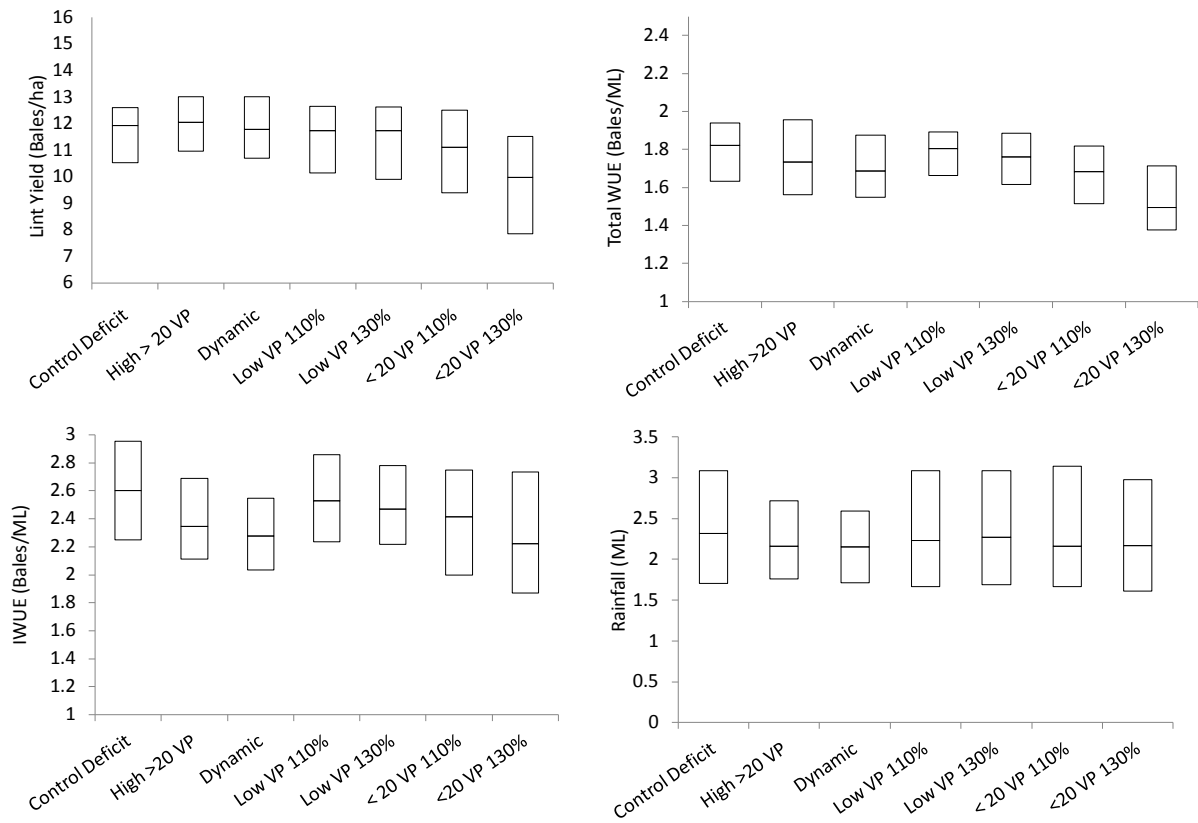 Lint Yield (Bales/ha)
16
15
14
13
12
11
10
9
8
7
6
Control Deficit
High > 20 VP
Dynamic
Low VP 110%
Low VP 130%
< 20 VP 110%
<20 VP 130%
Total WUE (Bales/ML)
2.4
2.2
2
1.8
1.6
1.4
1.2
1
Control Deficit
High >20 VP
Dynamic
Low VP 110%
Low VP 130%
< 20 VP 110%
<20 VP 130%
IWUE (Bales/ML)
3
2.8
2.6
2.4
2.2
2
1.8
1.6
1.4
1.2
1
Control Deficit
High >20 VP
Dynamic
Low VP 110%
Low VP 130%
< 20 VP 110%
<20 VP 130%
Rainfall (ML)
3.5
3
2.5
2
1.5
1
0.5
0
Control Deficit
High >20 VP
Dynamic
Low VP 110%
Low VP 130%
< 20 VP 110%
<20 VP 130%